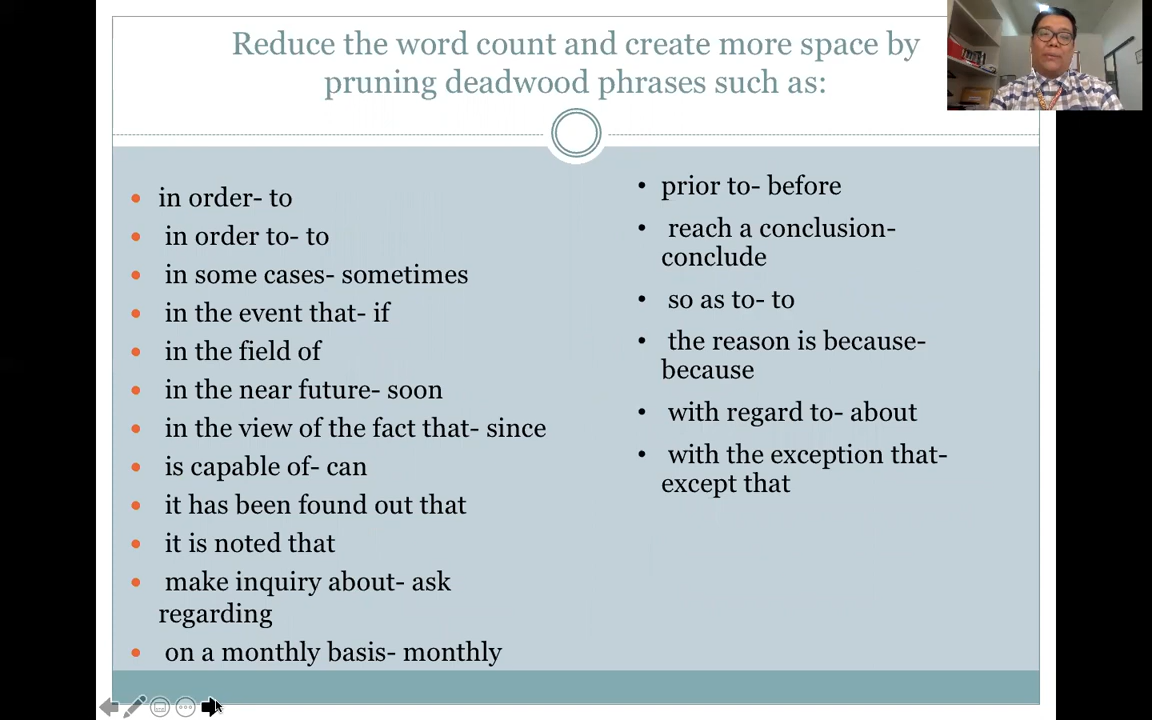 Reduce the word count and create more space by
pruning deadwood phrases such as:
in order- to
in order to- to
in some cases- sometimes
in the event that- if
in the field of
in the near future- soon
in the view of the fact that- since
is capable of- can
it has been found out that
it is noted that
make inquiry about- ask
regarding
on a monthly basis- monthly
prior to- before
reach a conclusion-
conclude
so as to- to
the reason is because-
because
with regard to- about
with the exception that-
except that